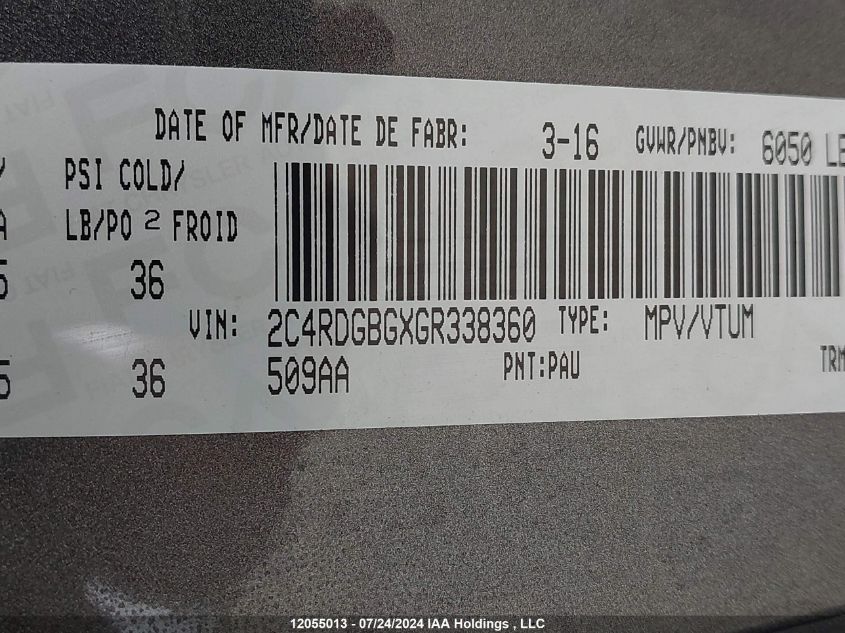 DATE OF MFR/DATE DE FABR: 3-16 GVWR/PNBV: 6050 LB
PSI COLD/
LB/PO 2 FROID
36
VIN: 2C4RDGBGXGR338360 TYPE: MPV/VTUM
36 509AA PNT:PAU TRM
12055013 - 07/24/2024 IAA Holdings , LLC